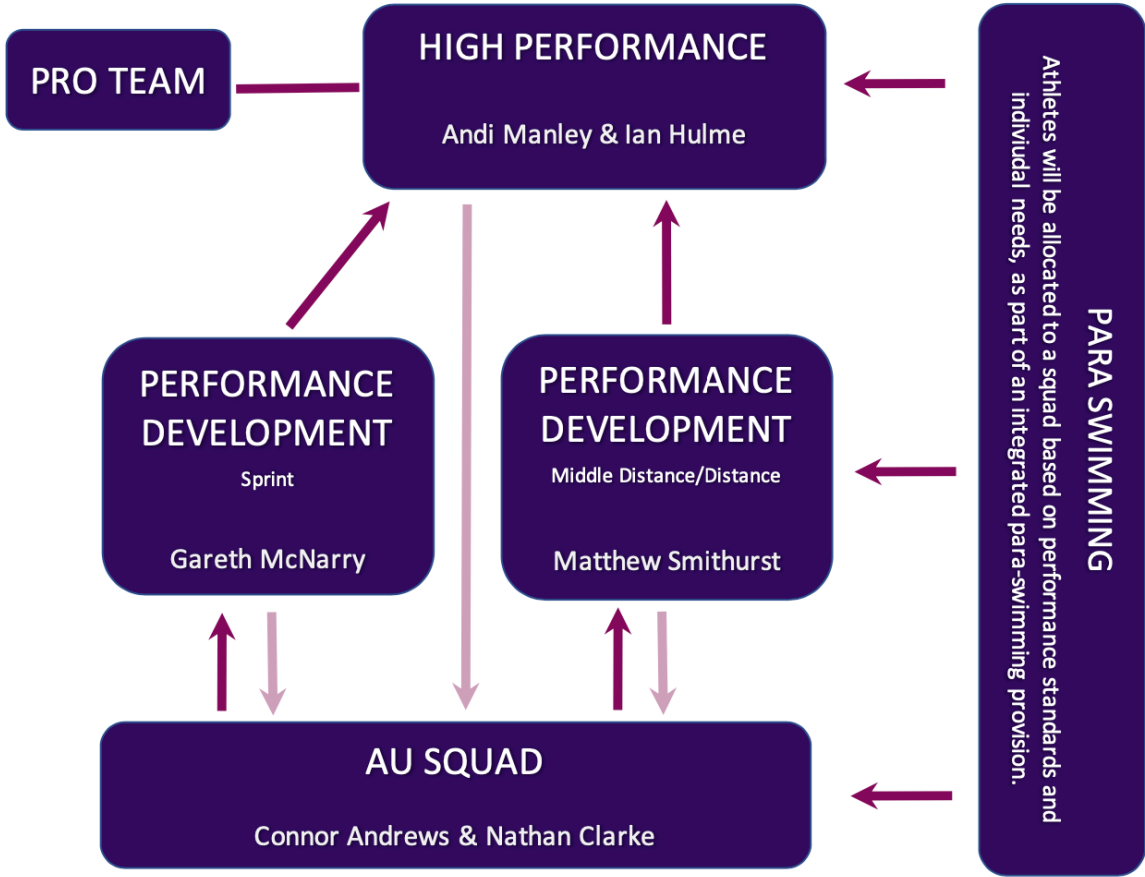 PRO TEAM
HIGH PERFORMANCE
Andi Manley & Ian Hulme
PERFORMANCE
DEVELOPMENT
Sprint
Gareth McNarry
PERFORMANCE
DEVELOPMENT
Middle Distance/Distance
Matthew Smithurst
AU SQUAD
Connor Andrews & Nathan Clarke
PARA SWIMMING
Athletes will be allocated to a squad based on performance standards and
indiviudal needs, as part of an integrated para-swimming provision.